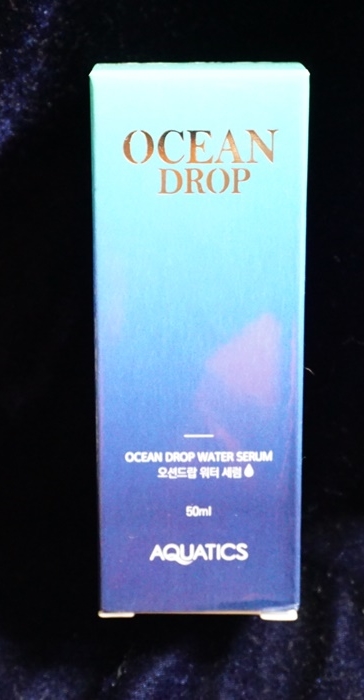 OCEAN
DROP
OCEAN DROP WATER SERUM
오션드랍 워터 세럼
50ml
AQUATICS